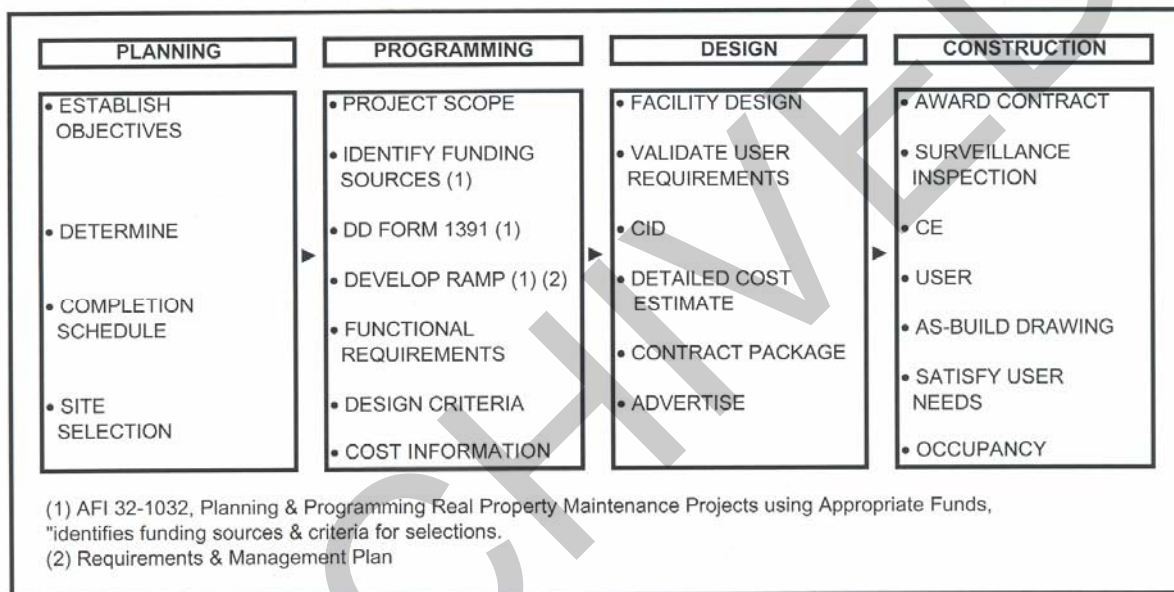 PLANNING
• ESTABLISH
OBJECTIVES
• DETERMINE
• COMPLETION
SCHEDULE
• SITE
SELECTION
PROGRAMMING
• PROJECT SCOPE
• IDENTIFY FUNDING
SOURCES (1)
• DD FORM 1391 (1)
• DEVELOP RAMP (1) (2)
• FUNCTIONAL
REQUIREMENTS
• DESIGN CRITERIA
• COST INFORMATION
DESIGN
• FACILITY DESIGN
• VALIDATE USER
REQUIREMENTS
• CID
• DETAILED COST
ESTIMATE
• CONTRACT PACKAGE
• ADVERTISE
CONSTRUCTION
• AWARD CONTRACT
• SURVEILLANCE
INSPECTION
• CE
• USER
• AS-BUILD DRAWING
• SATISFY USER
NEEDS
• OCCUPANCY
(1) AFI 32-1032, Planning & Programming Real Property Maintenance Projects using Appropriate Funds,
"identifies funding sources & criteria for selections.
(2) Requirements & Management Plan